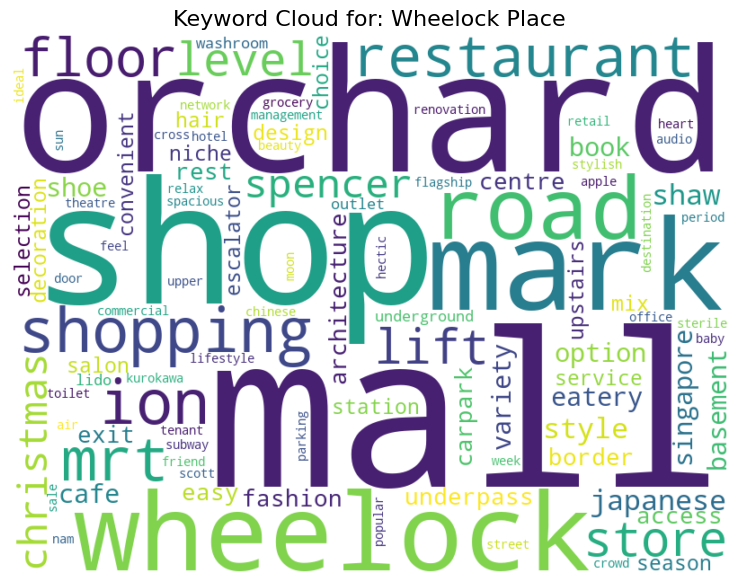 Keyword Cloud for: Wheelock Place
floor
level
washroom
choice
restaurant
ideal
orchard
sun
network
hair
cross
hotel
grocery
management
design
beauty
renovation
retail
book
stylish
heart
audio
niche
convenient
rest
relax
spacious
shoe
theatre
selection
decoration
feel
door
upper
escalator
spencer
outlet
flagship
centre
apple
shaw
period
destination
shop
moon
hectic
architecture
road
mark
upstairs
mix
office
sterile
baby
commercial
chinese
underground
shopping
lifestyle
lift
salon
lido
kurokawa
toilet
christmas
ion
mall
option
service
eatery
variety
singapore
basement
station
carpark
style
border
air
exit
tenant
subway
mrt
friend
scott
parking
week
sale
cafe
easy
fashion
underpass
japanese
access
nam
wheelock
popular
street
store
crowd
season